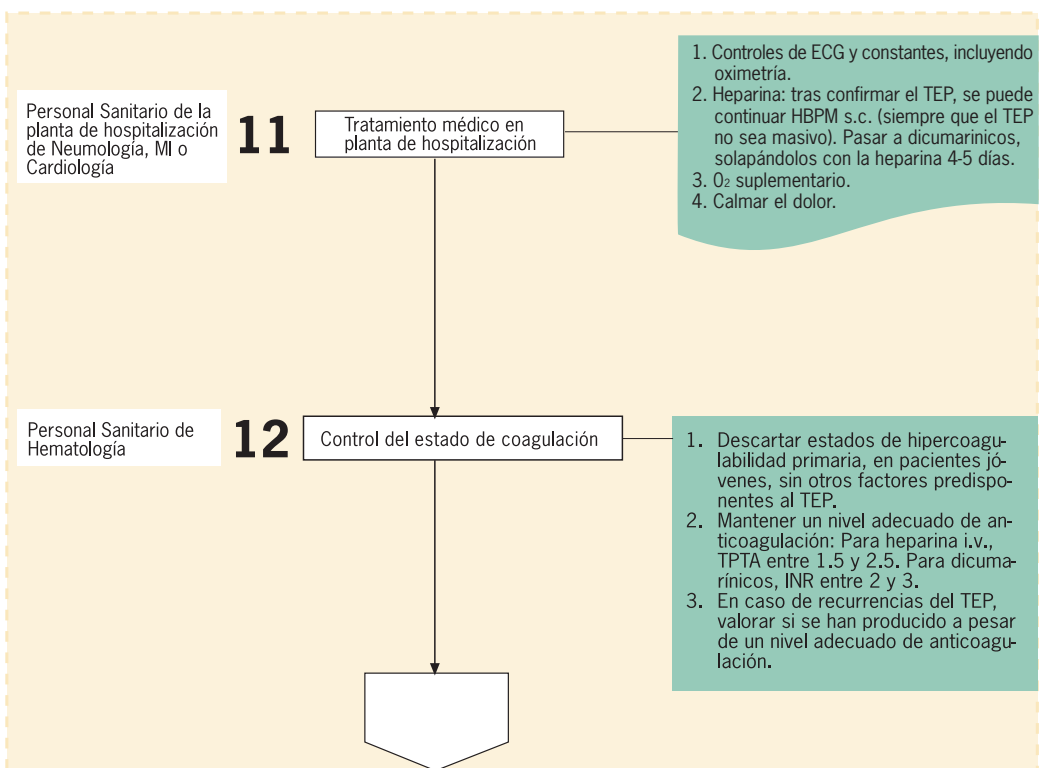 Personal Sanitario de la
planta de hospitalización
de Neumología, MI o
Cardiología
11
Tratamiento médico en
planta de hospitalización
1. Controles de ECG y constantes, incluyendo
oximetría.
2. Heparina: tras confirmar el TEP, se puede
continuar HBPM s.c. (siempre que el TEP
no sea masivo). Pasar a dicumarinicos,
solapándolos con la heparina 4-5 días.
3. O₂ suplementario.
4. Calmar el dolor.
Personal Sanitario de
Hematología
12
Control del estado de coagulación
1. Descartar estados de hipercoagu-
labilidad primaria, en pacientes jó-
venes, sin otros factores predispo-
nentes al TEP.
2. Mantener un nivel adecuado de an-
ticoagulación: Para heparina i.v.,
TPTA entre 1.5 y 2.5. Para dicuma-
rínicos, INR entre 2 y 3.
3. En caso de recurrencias del TEP,
valorar si se han producido a pesar
de un nivel adecuado de anticoagu-
lación.